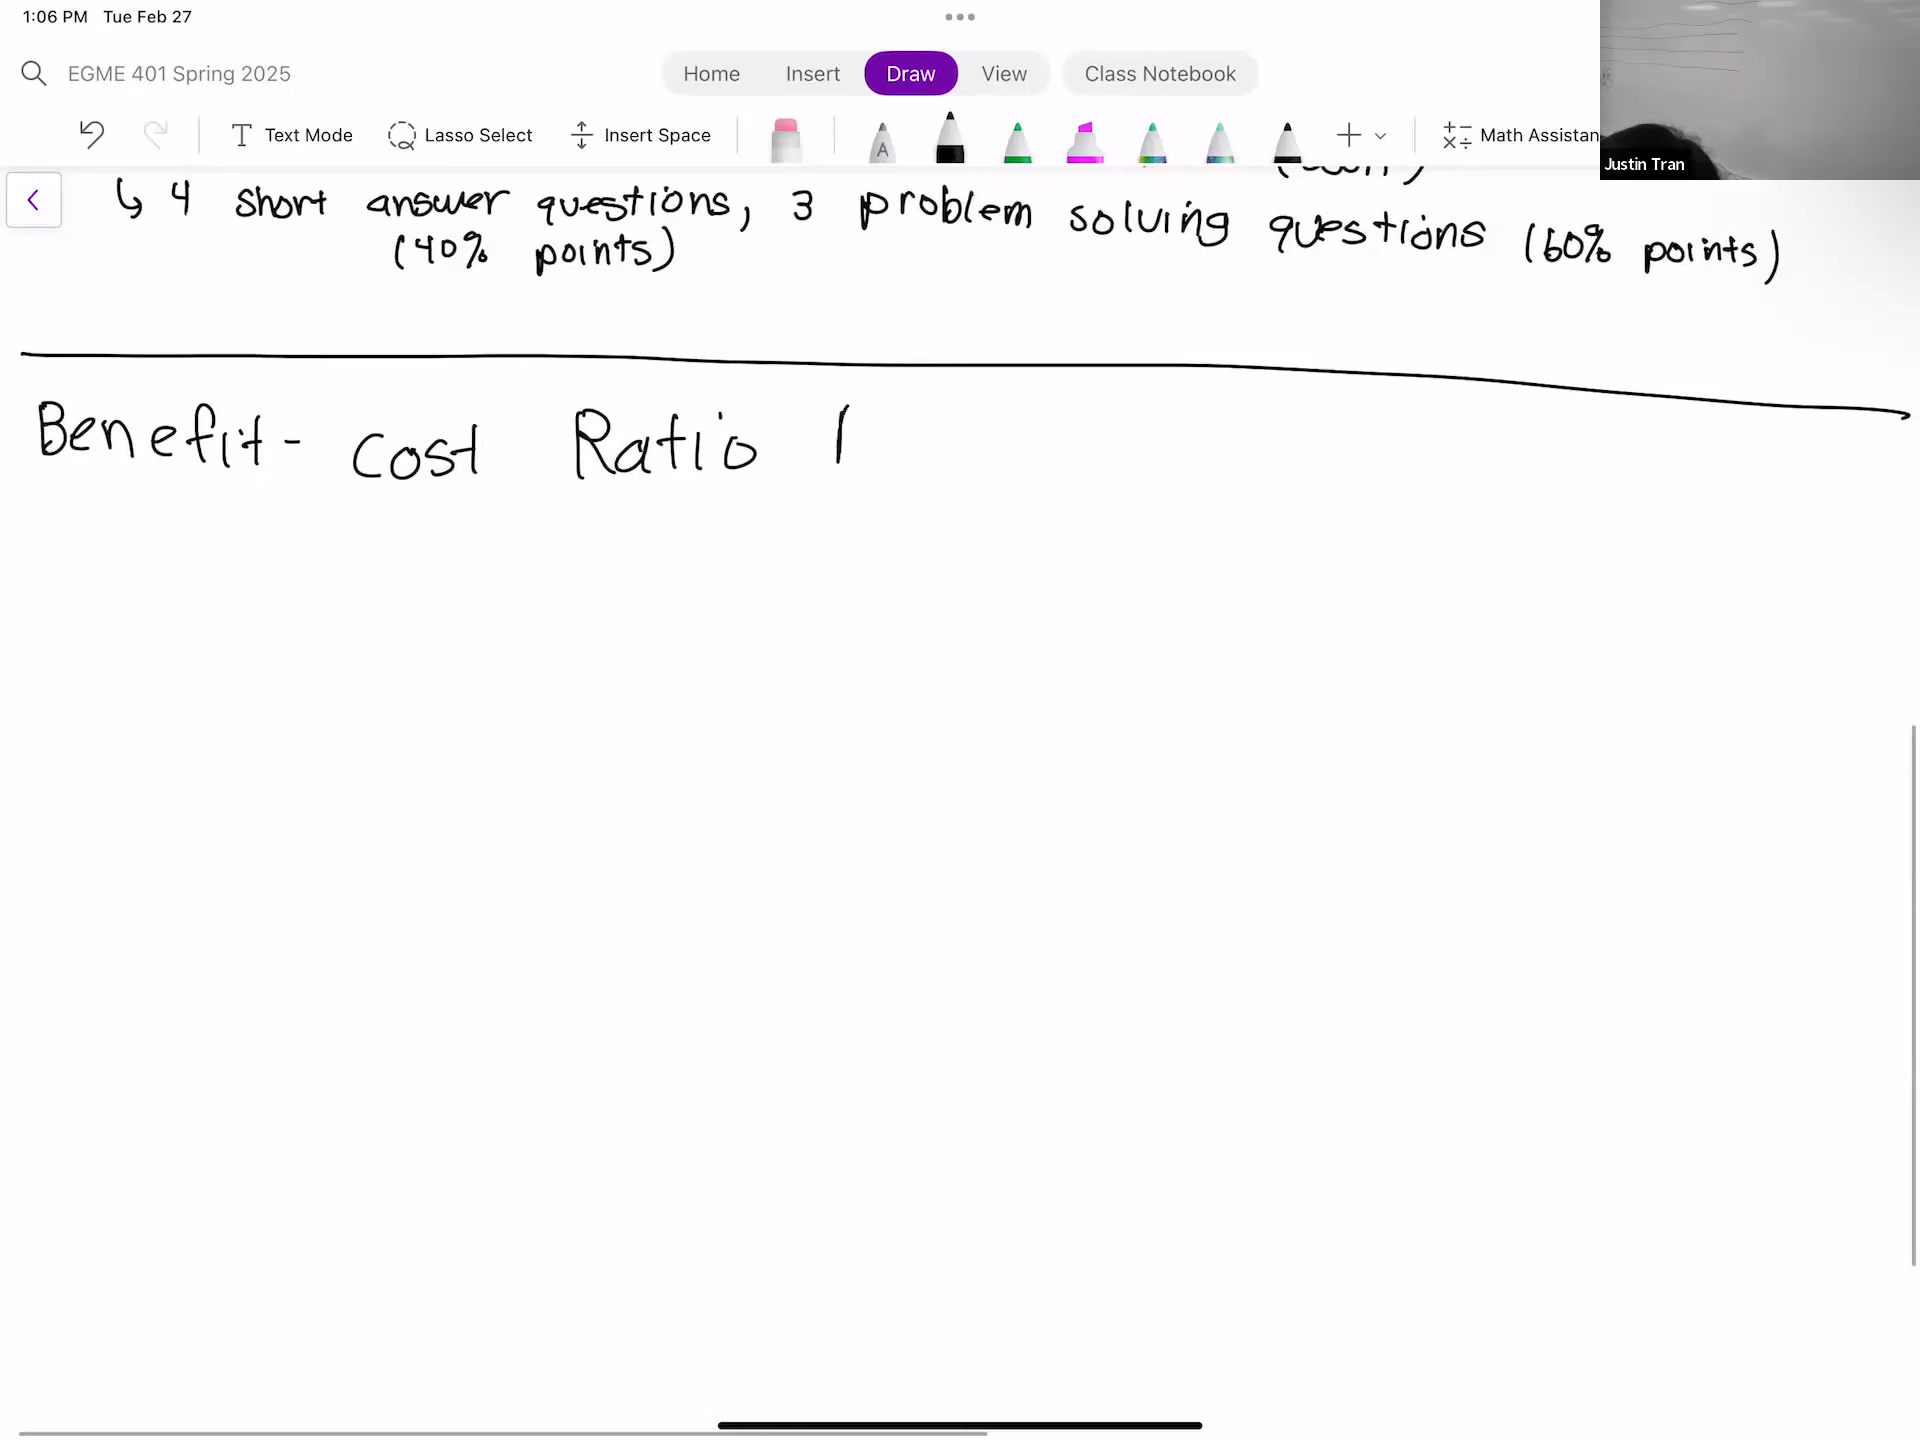 1:06 PM Tue Feb 27
EGME 401 Spring 2025
Home Insert Draw View Class Notebook
Text Mode Lasso Select Insert Space A Math Assistan
Justin Tran
↳ 4 short answer questions, 3 problem solving questions (60% points)
(40% points)
Benefit - Cost Ratio (